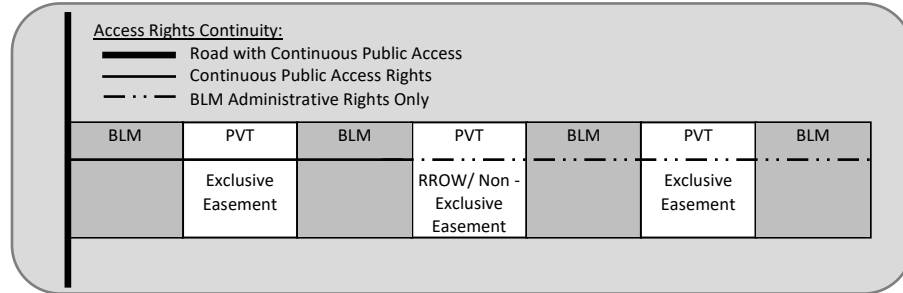 Access Rights Continuity:
Road with Continuous Public Access
Continuous Public Access Rights
BLM Administrative Rights Only
BLM PVT BLM PVT BLM PVT BLM
Exclusive RROW/ Non - Exclusive
Easement Exclusive Easement
Easement